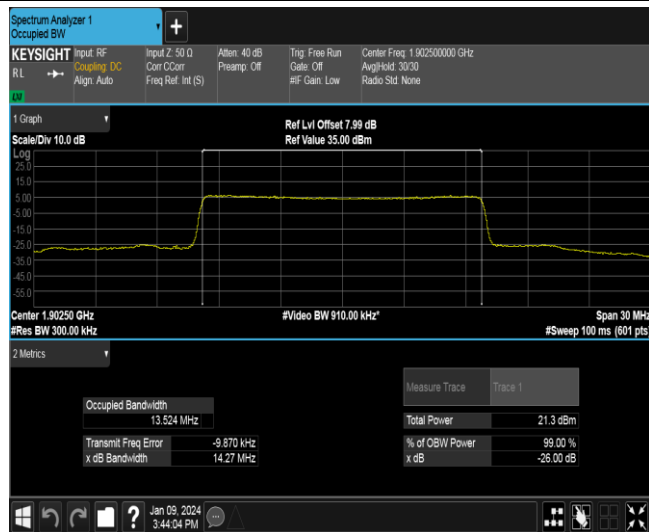 Spectrum Analyzer 1
Occupied BW
+
KEYSIGHT
RL
LXI
Input: RF
Coupling: DC
Align: Auto
Input Z: 50 Ω
Corr CCorr
Freq Ref: Int (S)
Atten: 40 dB
Preamp: Off
Trig: Free Run
Gate: Off
#IF Gain: Low
Center Freq: 1.902500000 GHz
Avg|Hold: 30/30
Radio Std: None
1 Graph
Scale/Div 10.0 dB
Ref Lvl Offset 7.99 dB
Ref Value 35.00 dBm
Log
25.0
15.0
5.00
-5.00
-15.0
-25.0
-35.0
-45.0
-55.0
Center 1.90250 GHz
#Res BW 300.00 kHz
#Video BW 910.00 kHz*
Span 30 MHz
#Sweep 100 ms (601 pts)
2 Metrics
Measure Trace
Trace 1
Occupied Bandwidth
13.524 MHz
Total Power 21.3 dBm
Transmit Freq Error -9.870 kHz
% of OBW Power 99.00 %
x dB Bandwidth 14.27 MHz
x dB -26.00 dB
?
Jan 09, 2024
3:44:04 PM